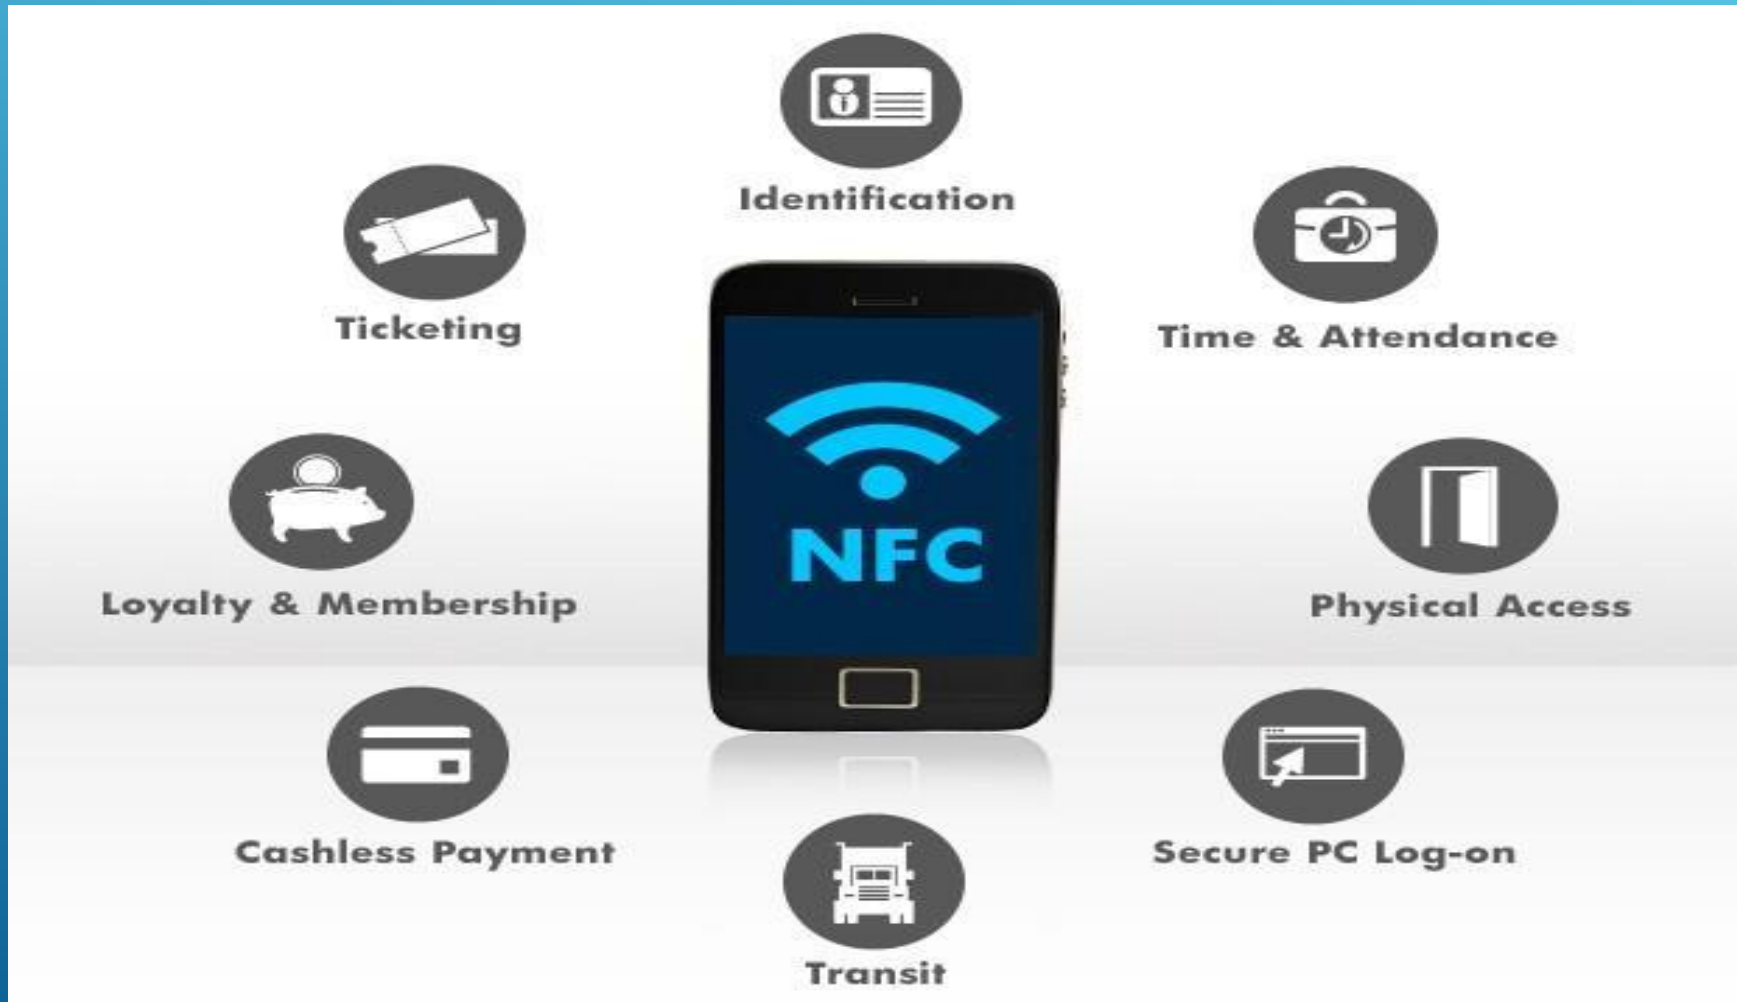 Identification
Ticketing
Time & Attendance
NFC
Loyalty & Membership
Physical Access
Cashless Payment
Secure PC Log-on
Transit